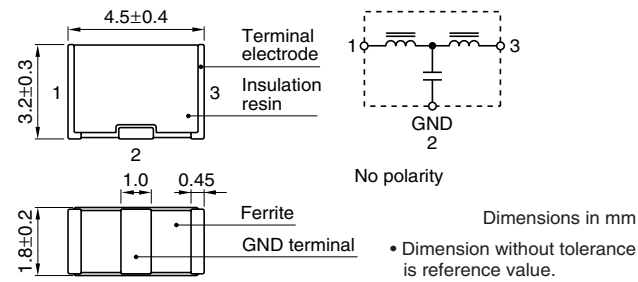 4.5±0.4
3.2±0.3
1
3
Terminal
electrode
Insulation
resin
2
1
3
GND
2
No polarity
1.0
0.45
1.8±0.2
Ferrite
GND terminal
Dimensions in mm
• Dimension without tolerance
is reference value.